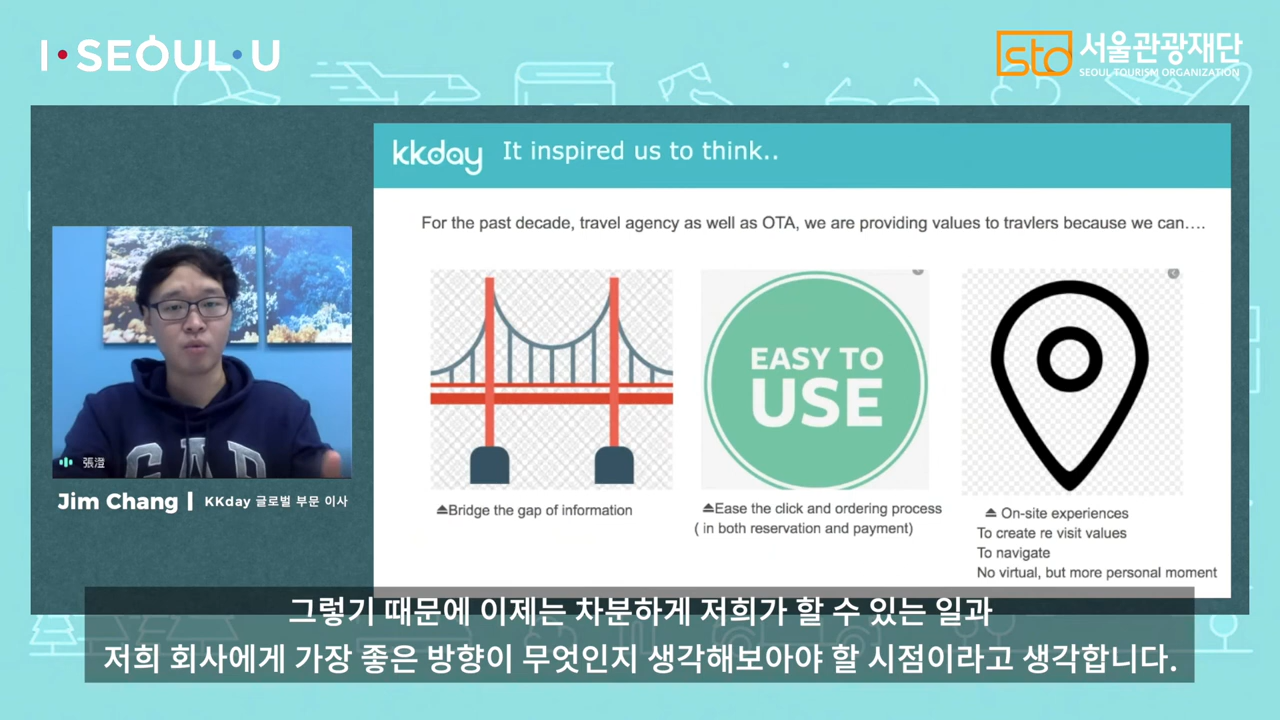 I·SEOUL·U
sto 서울관광재단
SEOUL TOURISM ORGANIZATION
kkday It inspired us to think..
For the past decade, travel agency as well as OTA, we are providing values to travlers because we can....
EASY TO
USE
GAP
張澄
Jim Chang | KKday 글로벌 부문 이사
⏏Bridge the gap of information
⏏Ease the click and ordering process
( in both reservation and payment)
⏏ On-site experiences
To create re visit values
To navigate
No virtual, but more personal moment
그렇기 때문에 이제는 차분하게 저희가 할 수 있는 일과
저희 회사에게 가장 좋은 방향이 무엇인지 생각해보아야 할 시점이라고 생각합니다.